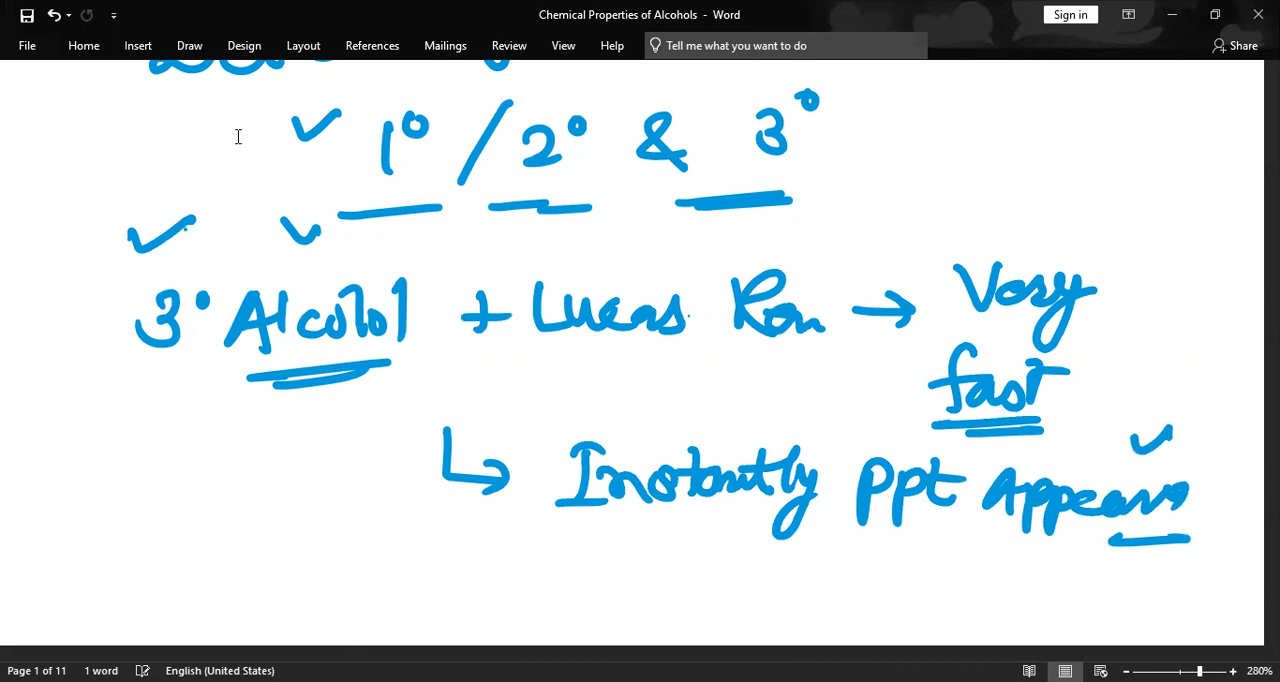 Chemical Properties of Alcohols - Word
Sign in
File Home Insert Draw Design Layout References Mailings Review View Help Tell me what you want to do Share
1° / 2° & 3°
3° Alcohol + Lucas Rxn → Very
fast
↳ Instantly ppt Appears
Page 1 of 11 1 word English (United States) 280%